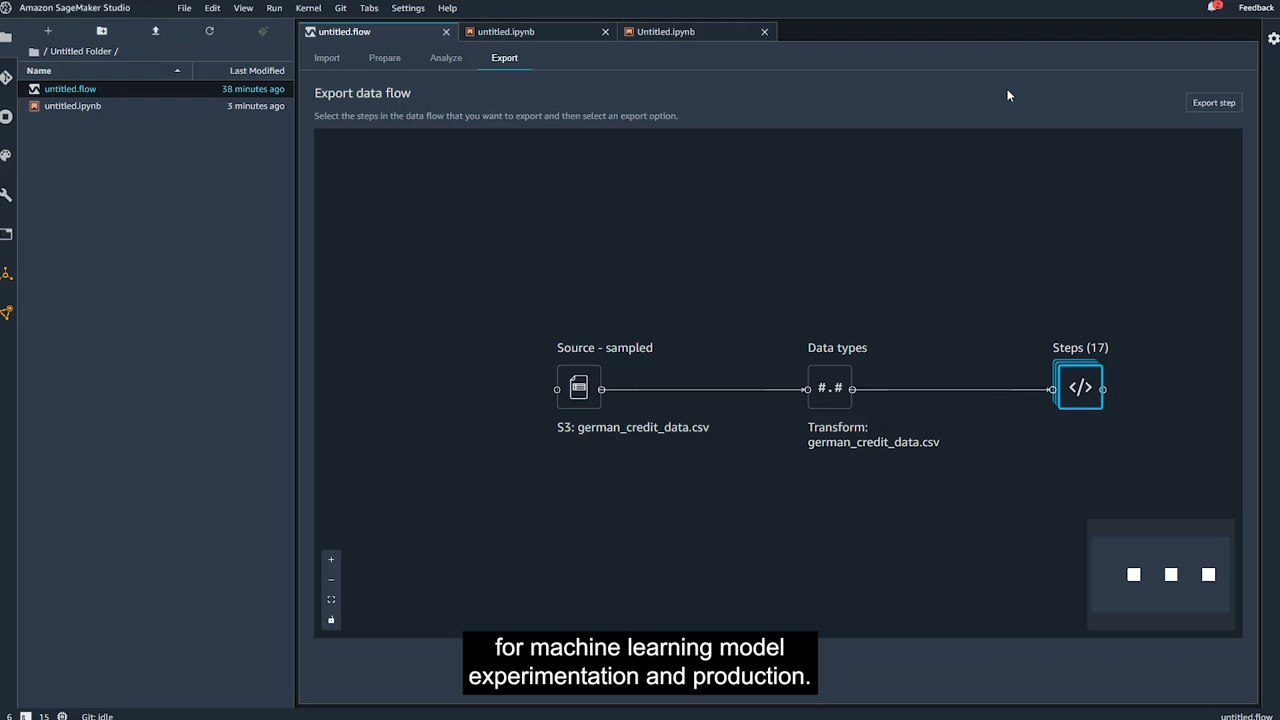 Amazon SageMaker Studio File Edit View Run Kernel Git Tabs Settings Help 2 Feedback
untitled.flow untitled.ipynb Untitled.ipynb
/ Untitled Folder /
Import Prepare Analyze Export
Name Last Modified
untitled.flow 38 minutes ago
untitled.ipynb 3 minutes ago
Export data flow
Export step
Select the steps in the data flow that you want to export and then select an export option.
Source - sampled Data types Steps (17)
#.# </>
S3: german_credit_data.csv Transform:
german_credit_data.csv
for machine learning model
experimentation and production.
6 15 Git: idle untitled.flow